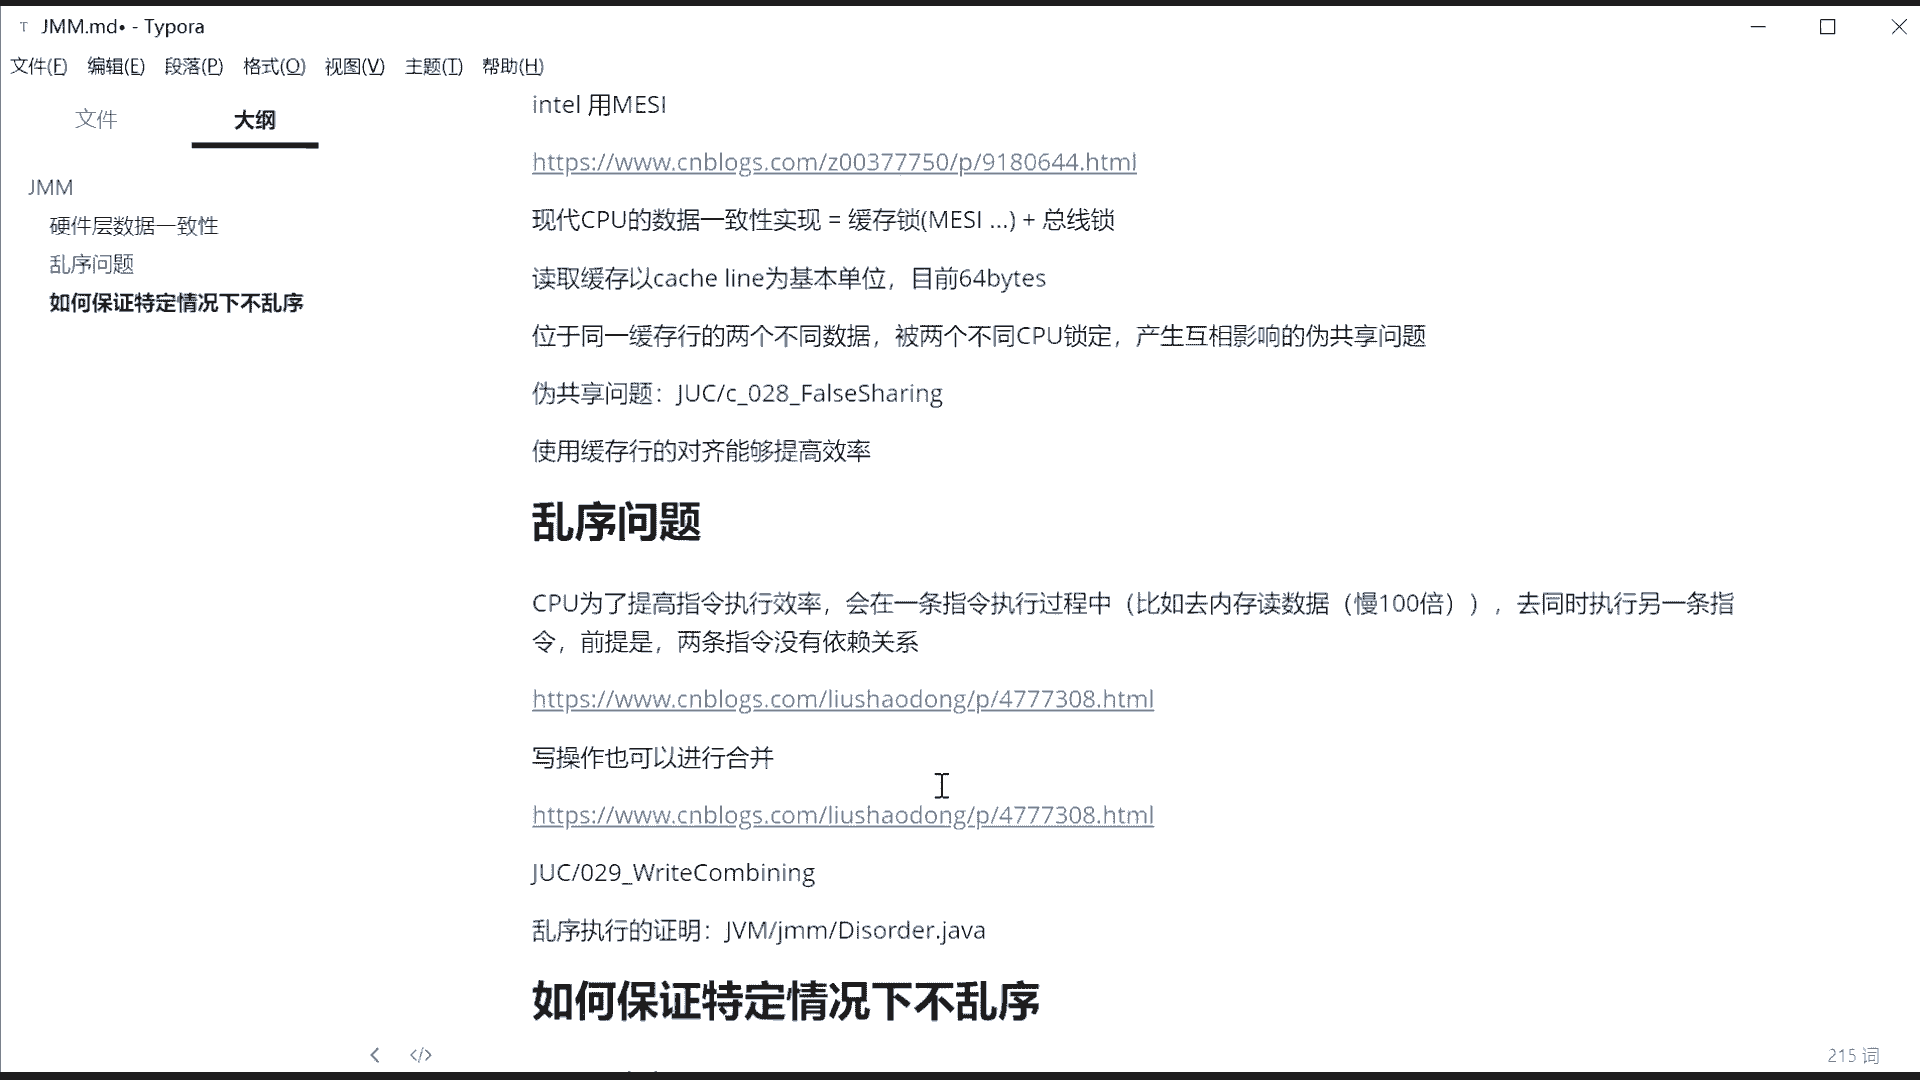 JMM.md• - Typora
文件(F) 编辑(E) 段落(P) 格式(O) 视图(V) 主题(T) 帮助(H)
文件 大纲
JMM
硬件层数据一致性
乱序问题
如何保证特定情况下不乱序
intel 用MESI
https://www.cnblogs.com/z00377750/p/9180644.html
现代CPU的数据一致性实现 = 缓存锁(MESI ...) + 总线锁
读取缓存以cache line为基本单位，目前64bytes
位于同一缓存行的两个不同数据，被两个不同CPU锁定，产生互相影响的伪共享问题
伪共享问题：JUC/c_028_FalseSharing
使用缓存行的对齐能够提高效率
乱序问题
CPU为了提高指令执行效率，会在一条指令执行过程中（比如去内存读数据（慢100倍）），去同时执行另一条指
令，前提是，两条指令没有依赖关系
https://www.cnblogs.com/liushaodong/p/4777308.html
写操作也可以进行合并
https://www.cnblogs.com/liushaodong/p/4777308.html
JUC/029_WriteCombining
乱序执行的证明：JVM/jmm/Disorder.java
如何保证特定情况下不乱序
</>
215 词